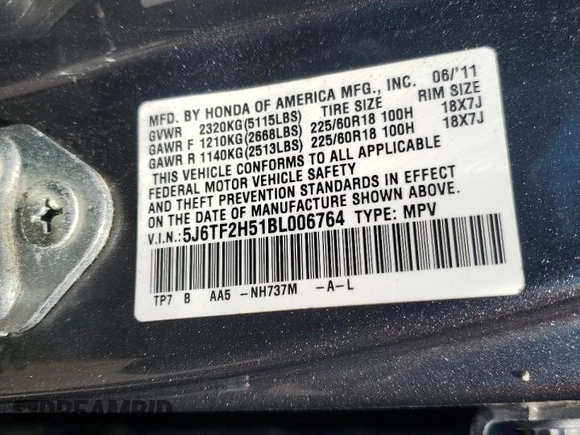 MFD. BY HONDA OF AMERICA MFG., INC. 06/'11
GVWR 2320KG(5115LBS) TIRE SIZE RIM SIZE
GAWR F 1210KG(2668LBS) 225/60R18 100H 18X7J
GAWR R 1140KG(2513LBS) 225/60R18 100H 18X7J
THIS VEHICLE CONFORMS TO ALL APPLICABLE
FEDERAL MOTOR VEHICLE SAFETY
AND THEFT PREVENTION STANDARDS IN EFFECT
ON THE DATE OF MANUFACTURE SHOWN ABOVE.
V.I.N.: 5J6TF2H51BL006764 TYPE: MPV
TP7 B AA5 -NH737M -A-L
DREAMBID